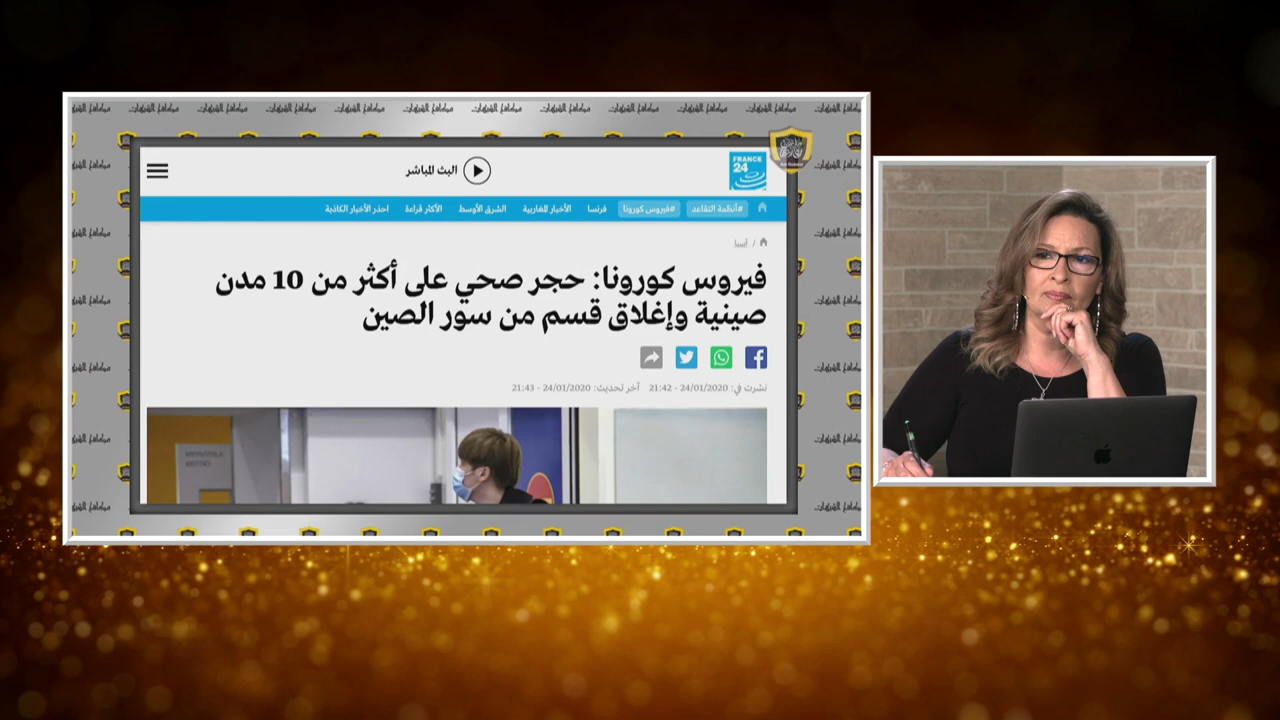 البث المباشر
FRANCE
24
#أنظمة التقاعد #فيروس كورونا فرنسا الأخبار المغاربية الشرق الأوسط الأكثر قراءة احذر الأخبار الكاذبة
/ آسيا
فيروس كورونا: حجر صحي على أكثر من 10 مدن
صينية وإغلاق قسم من سور الصين
نشرت في: 24/01/2020 - 21:42 آخر تحديث: 24/01/2020 - 21:43